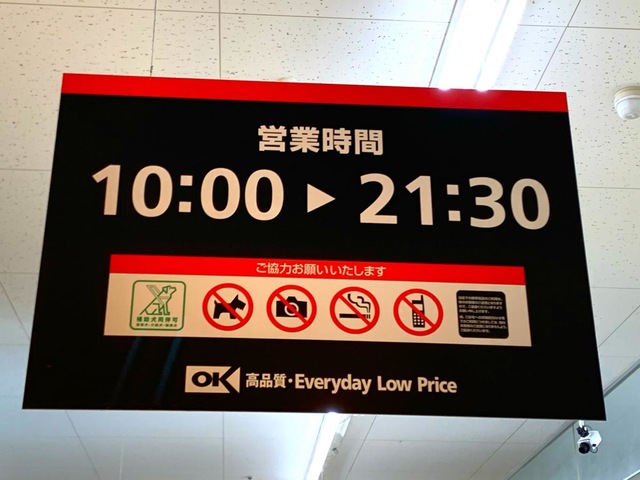 営業時間
10:00 ▶ 21:30
ご協力お願いいたします
補助犬同伴可
OK 高品質・Everyday Low Price